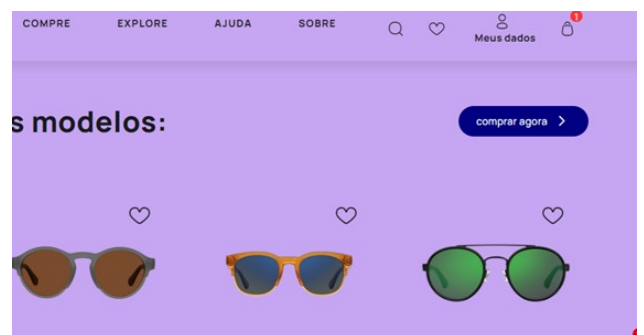 COMPRE EXPLORE AJUDA SOBRE
1
Meus dados
s modelos:
comprar agora